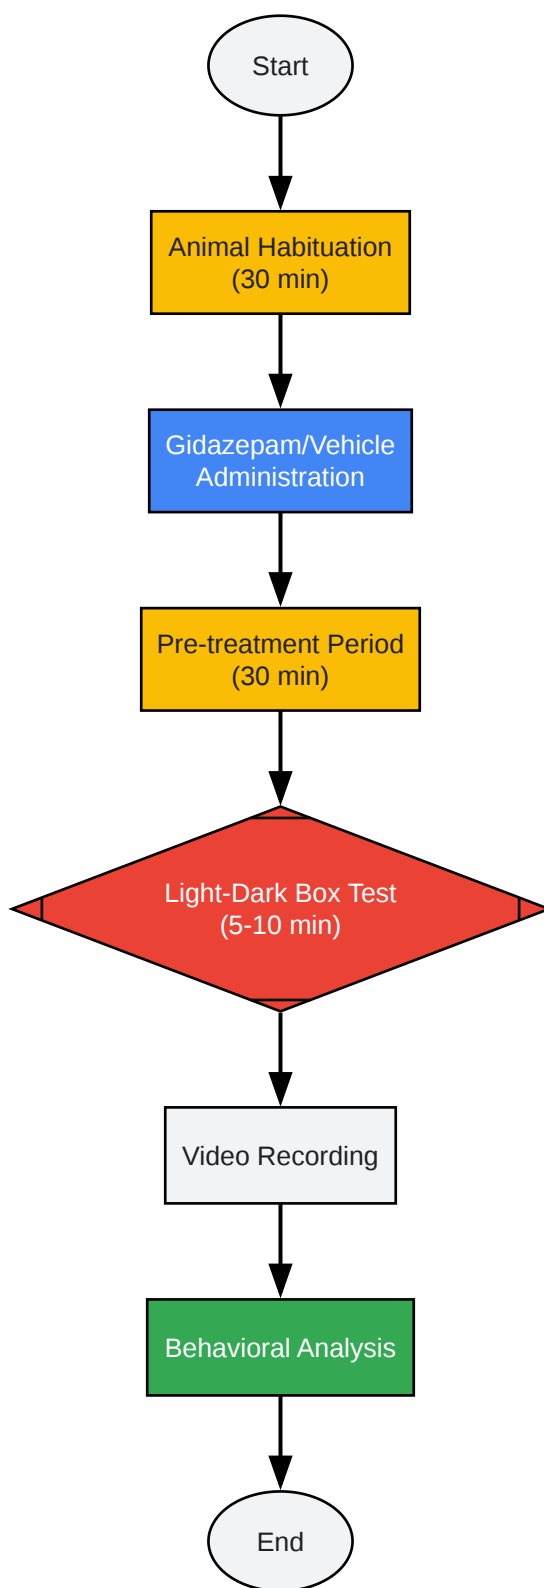 Start
Animal Habituation
(30 min)
Gidazepam/Vehicle
Administration
Pre-treatment Period
(30 min)
Light-Dark Box Test
(5-10 min)
Video Recording
Behavioral Analysis
End